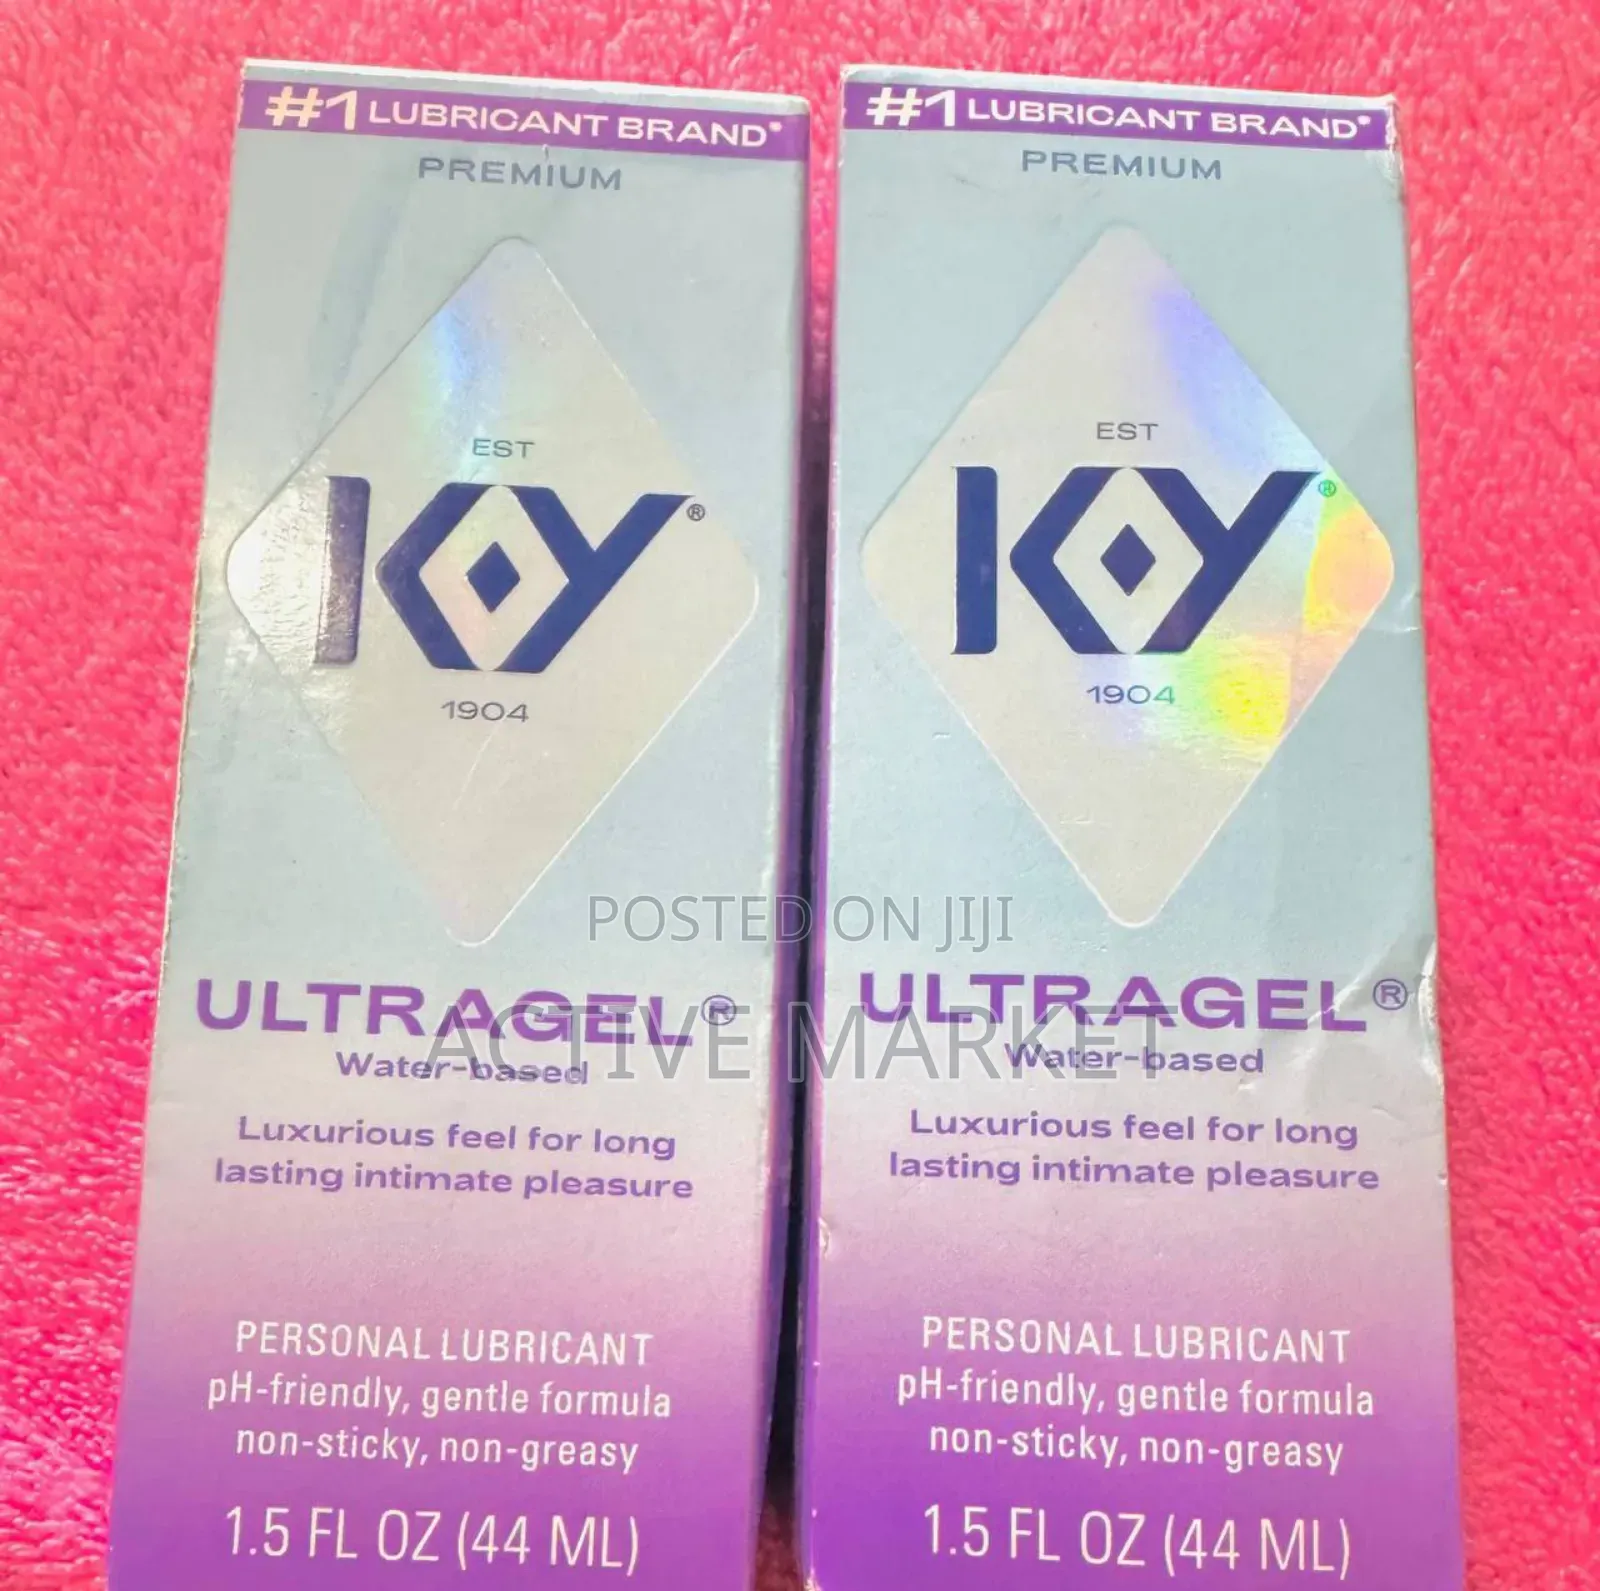 #1 LUBRICANT BRAND*
PREMIUM
EST
KY®
1904
ULTRAGEL®
Water-based
Luxurious feel for long
lasting intimate pleasure
PERSONAL LUBRICANT
pH-friendly, gentle formula
non-sticky, non-greasy
1.5 FL OZ (44 ML)
#1 LUBRICANT BRAND*
PREMIUM
EST
KY®
1904
ULTRAGEL®
Water-based
Luxurious feel for long
lasting intimate pleasure
PERSONAL LUBRICANT
pH-friendly, gentle formula
non-sticky, non-greasy
1.5 FL OZ (44 ML)
POSTED ON JIJI
ACTIVE MARKET